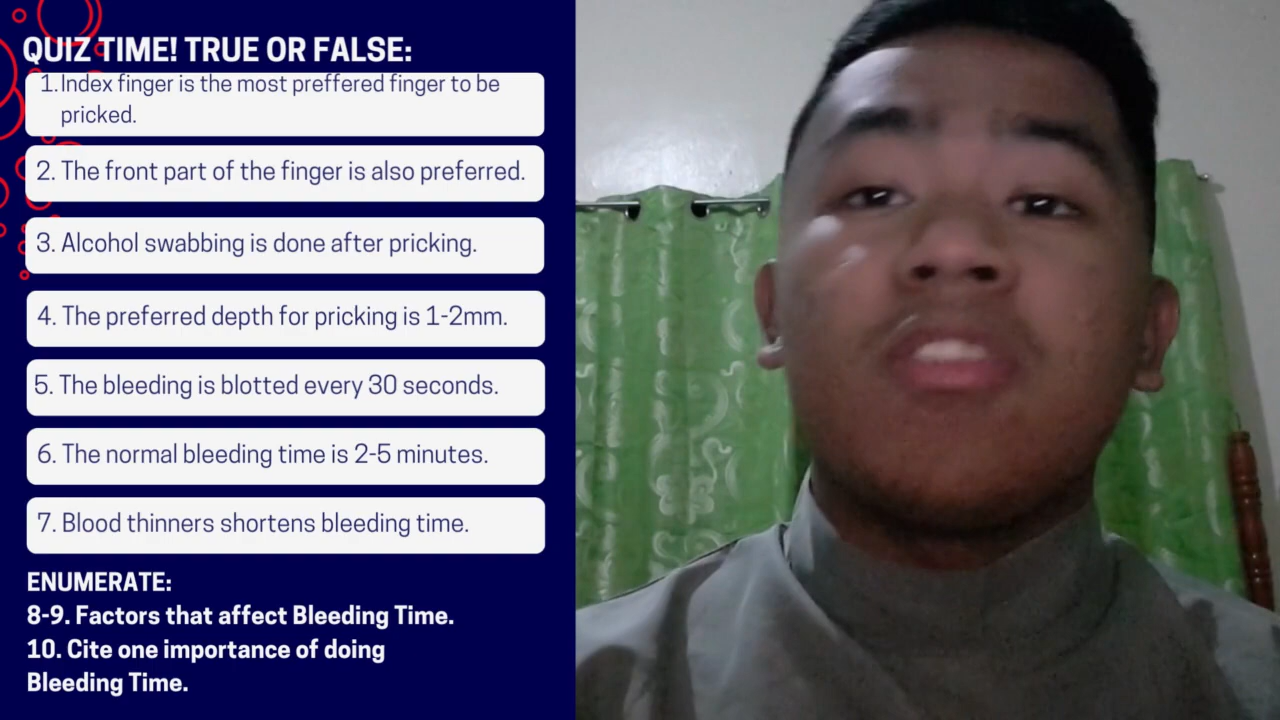 QUIZ TIME! TRUE OR FALSE:
1. Index finger is the most preffered finger to be
pricked.
2. The front part of the finger is also preferred.
3. Alcohol swabbing is done after pricking.
4. The preferred depth for pricking is 1-2mm.
5. The bleeding is blotted every 30 seconds.
6. The normal bleeding time is 2-5 minutes.
7. Blood thinners shortens bleeding time.
ENUMERATE:
8-9. Factors that affect Bleeding Time.
10. Cite one importance of doing
Bleeding Time.